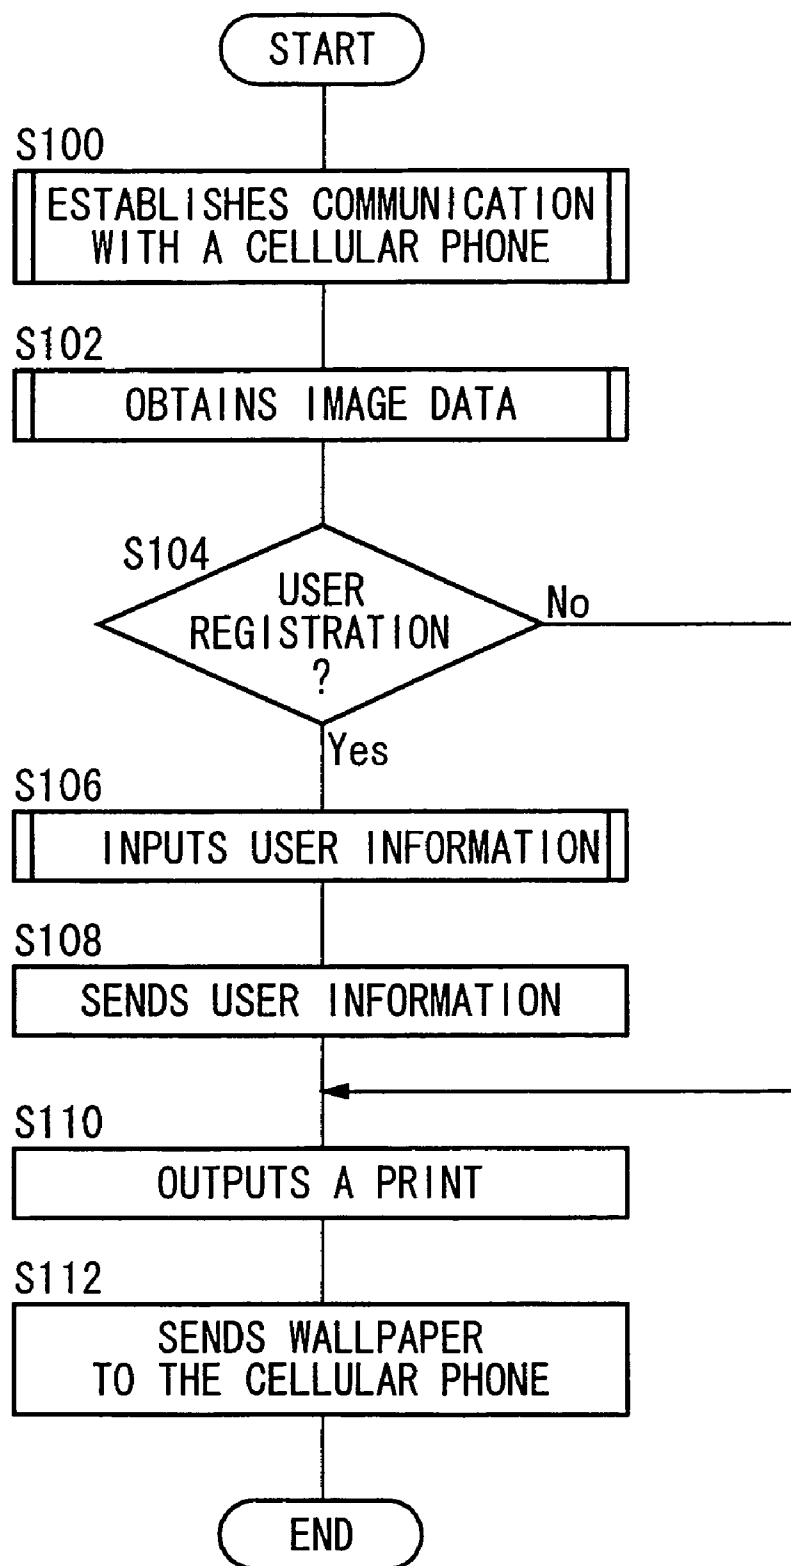 START
S100
ESTABLISHES COMMUNICATION
WITH A CELLULAR PHONE
S102
OBTAINS IMAGE DATA
S104
USER
REGISTRATION
?
No
Yes
S106
INPUTS USER INFORMATION
S108
SENDS USER INFORMATION
S110
OUTPUTS A PRINT
S112
SENDS WALLPAPER
TO THE CELLULAR PHONE
END